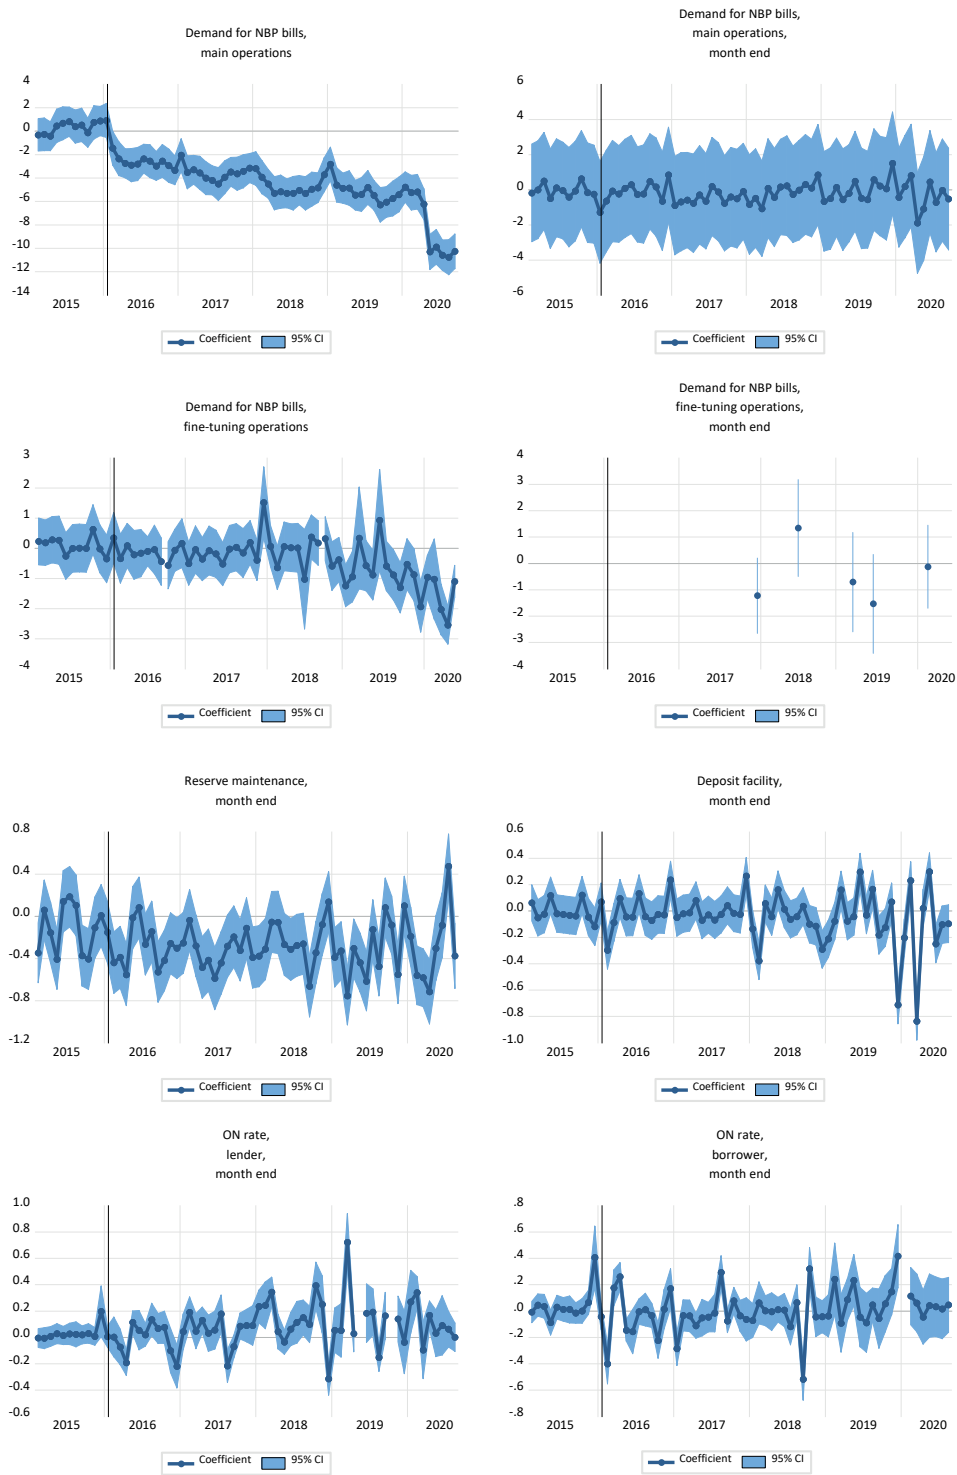 Demand for NBP bills,
main operations
4
2
0
-2
-4
-6
-8
-10
-12
-14
2015 2016 2017 2018 2019 2020
Coefficient 95% CI
Demand for NBP bills,
main operations,
month end
6
4
2
0
-2
-4
-6
2015 2016 2017 2018 2019 2020
Coefficient 95% CI
Demand for NBP bills,
fine-tuning operations
3
2
1
0
-1
-2
-3
-4
2015 2016 2017 2018 2019 2020
Coefficient 95% CI
Demand for NBP bills,
fine-tuning operations,
month end
4
3
2
1
0
-1
-2
-3
-4
2015 2016 2017 2018 2019 2020
Coefficient 95% CI
Reserve maintenance,
month end
0.8
0.4
0.0
-0.4
-0.8
-1.2
2015 2016 2017 2018 2019 2020
Coefficient 95% CI
Deposit facility,
month end
0.6
0.4
0.2
0.0
-0.2
-0.4
-0.6
-0.8
-1.0
2015 2016 2017 2018 2019 2020
Coefficient 95% CI
ON rate,
lender,
month end
1.0
0.8
0.6
0.4
0.2
0.0
-0.2
-0.4
-0.6
2015 2016 2017 2018 2019 2020
Coefficient 95% CI
ON rate,
borrower,
month end
.8
.6
.4
.2
.0
-.2
-.4
-.6
-.8
2015 2016 2017 2018 2019 2020
Coefficient 95% CI